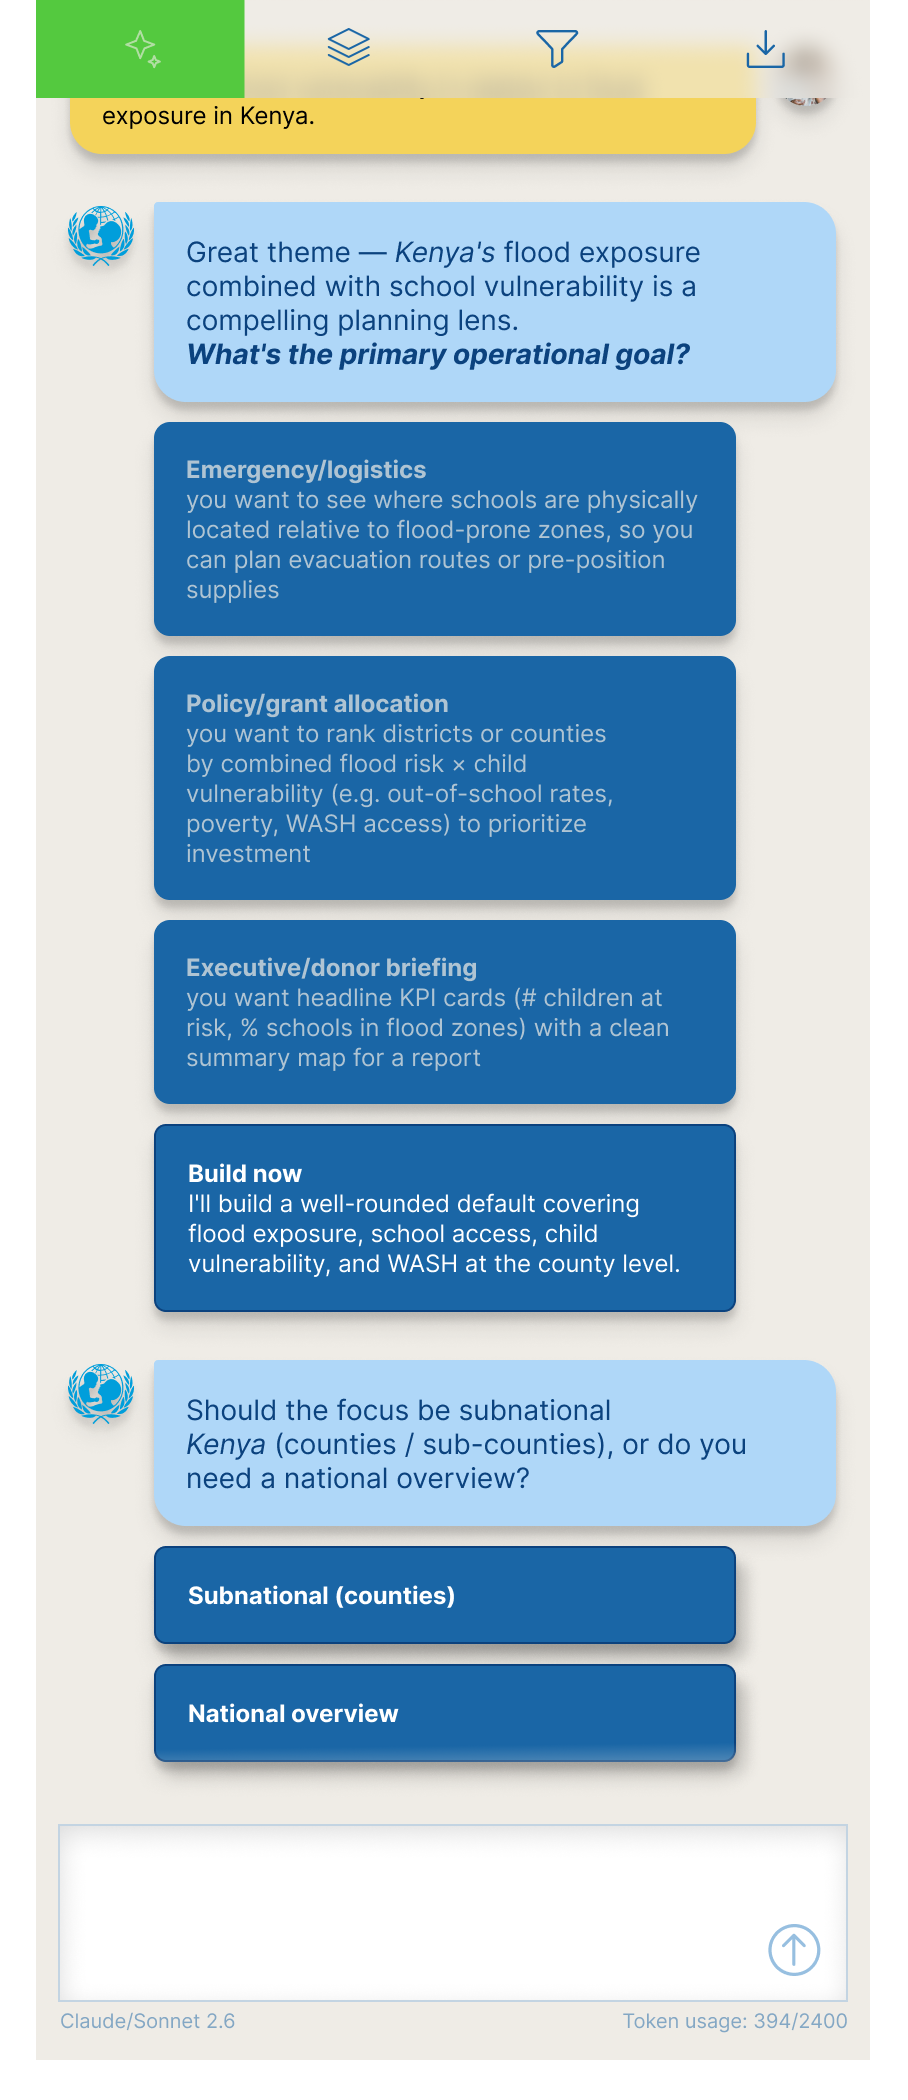 exposure in Kenya.
Great theme — Kenya's flood exposure
combined with school vulnerability is a
compelling planning lens.
What's the primary operational goal?
Emergency/logistics
you want to see where schools are physically
located relative to flood-prone zones, so you
can plan evacuation routes or pre-position
supplies
Policy/grant allocation
you want to rank districts or counties
by combined flood risk × child
vulnerability (e.g. out-of-school rates,
poverty, WASH access) to prioritize
investment
Executive/donor briefing
you want headline KPI cards (# children at
risk, % schools in flood zones) with a clean
summary map for a report
Build now
I'll build a well-rounded default covering
flood exposure, school access, child
vulnerability, and WASH at the county level.
Should the focus be subnational
Kenya (counties / sub-counties), or do you
need a national overview?
Subnational (counties)
National overview
Claude/Sonnet 2.6
Token usage: 394/2400